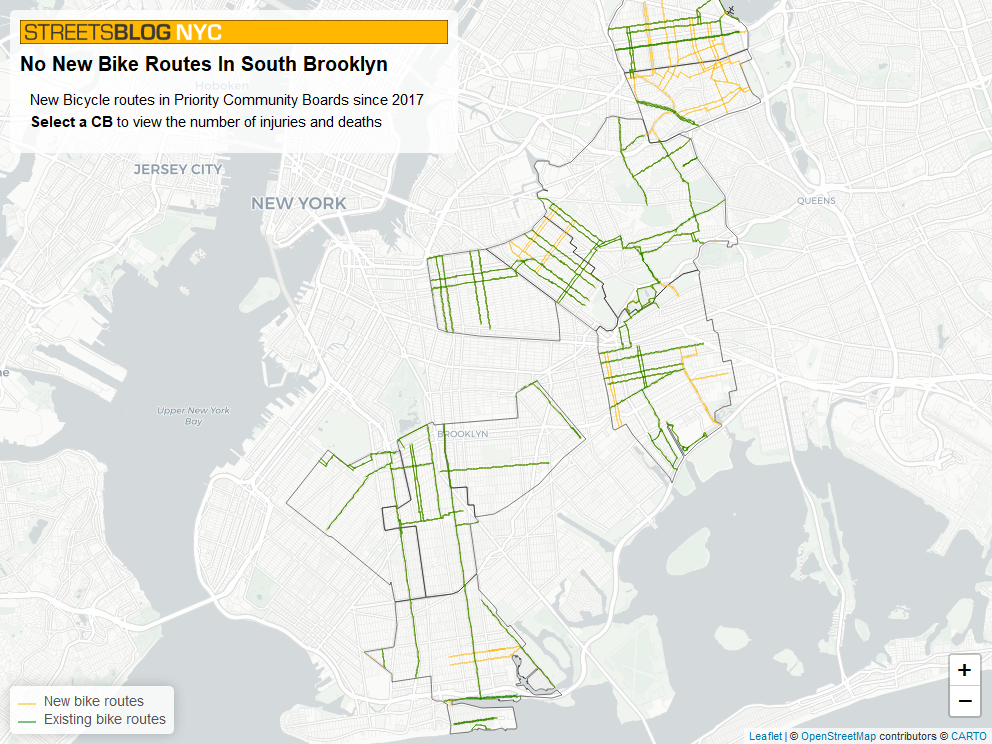 STREETSBLOG NYC
No New Bike Routes In South Brooklyn
Hoboken
New Bicycle routes in Priority Community Boards since 2017
Select a CB to view the number of injuries and deaths
JERSEY CITY
NEW YORK
QUEENS
Upper New York
Bay
BROOKLYN
New bike routes
Existing bike routes
+
−
Leaflet | © OpenStreetMap contributors © CARTO